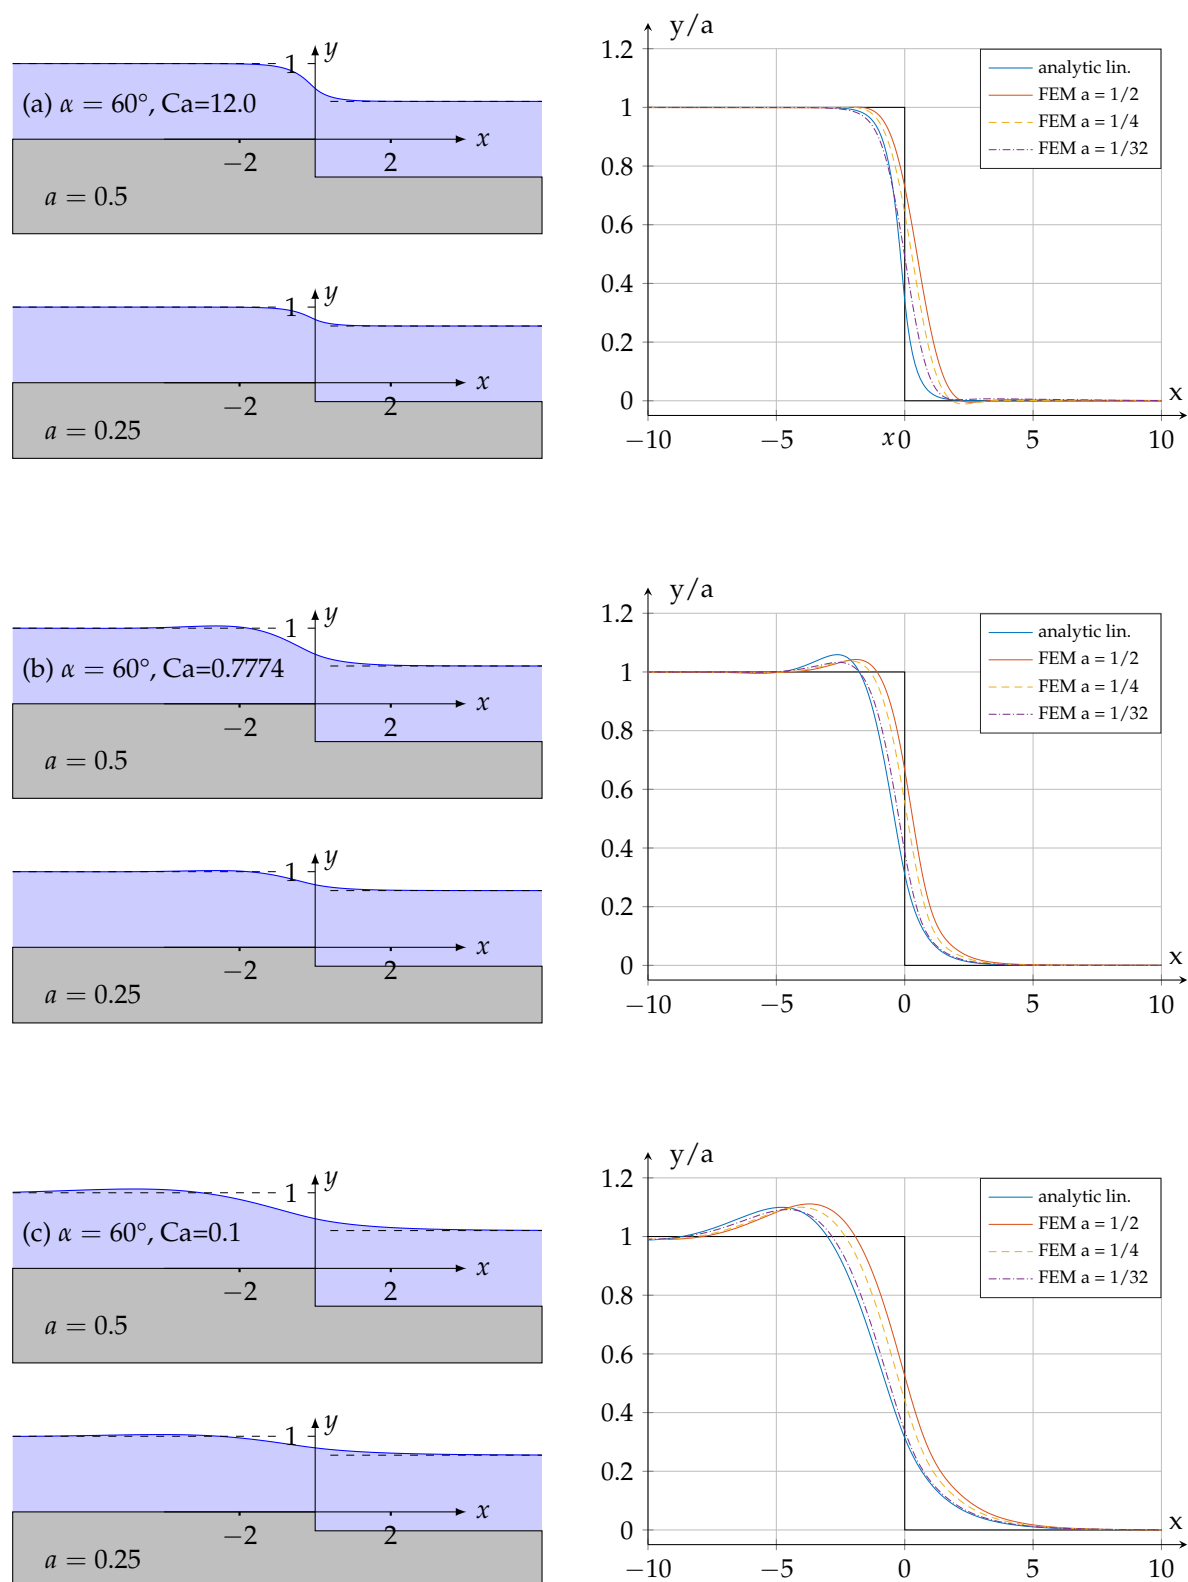 y
1
(a) α = 60°, Ca=12.0
x
−2
2
a = 0.5
y
1
x
−2
2
a = 0.25
y/a
1.2
1
0.8
0.6
0.4
0.2
0
analytic lin.
FEM a = 1/2
FEM a = 1/4
FEM a = 1/32
x
−10
−5
x
0
5
10
y
1
(b) α = 60°, Ca=0.7774
x
−2
2
a = 0.5
y
1
x
−2
2
a = 0.25
y/a
1.2
1
0.8
0.6
0.4
0.2
0
analytic lin.
FEM a = 1/2
FEM a = 1/4
FEM a = 1/32
x
−10
−5
0
5
10
y
1
(c) α = 60°, Ca=0.1
x
−2
2
a = 0.5
y
1
x
−2
2
a = 0.25
y/a
1.2
1
0.8
0.6
0.4
0.2
0
analytic lin.
FEM a = 1/2
FEM a = 1/4
FEM a = 1/32
x
−10
−5
0
5
10